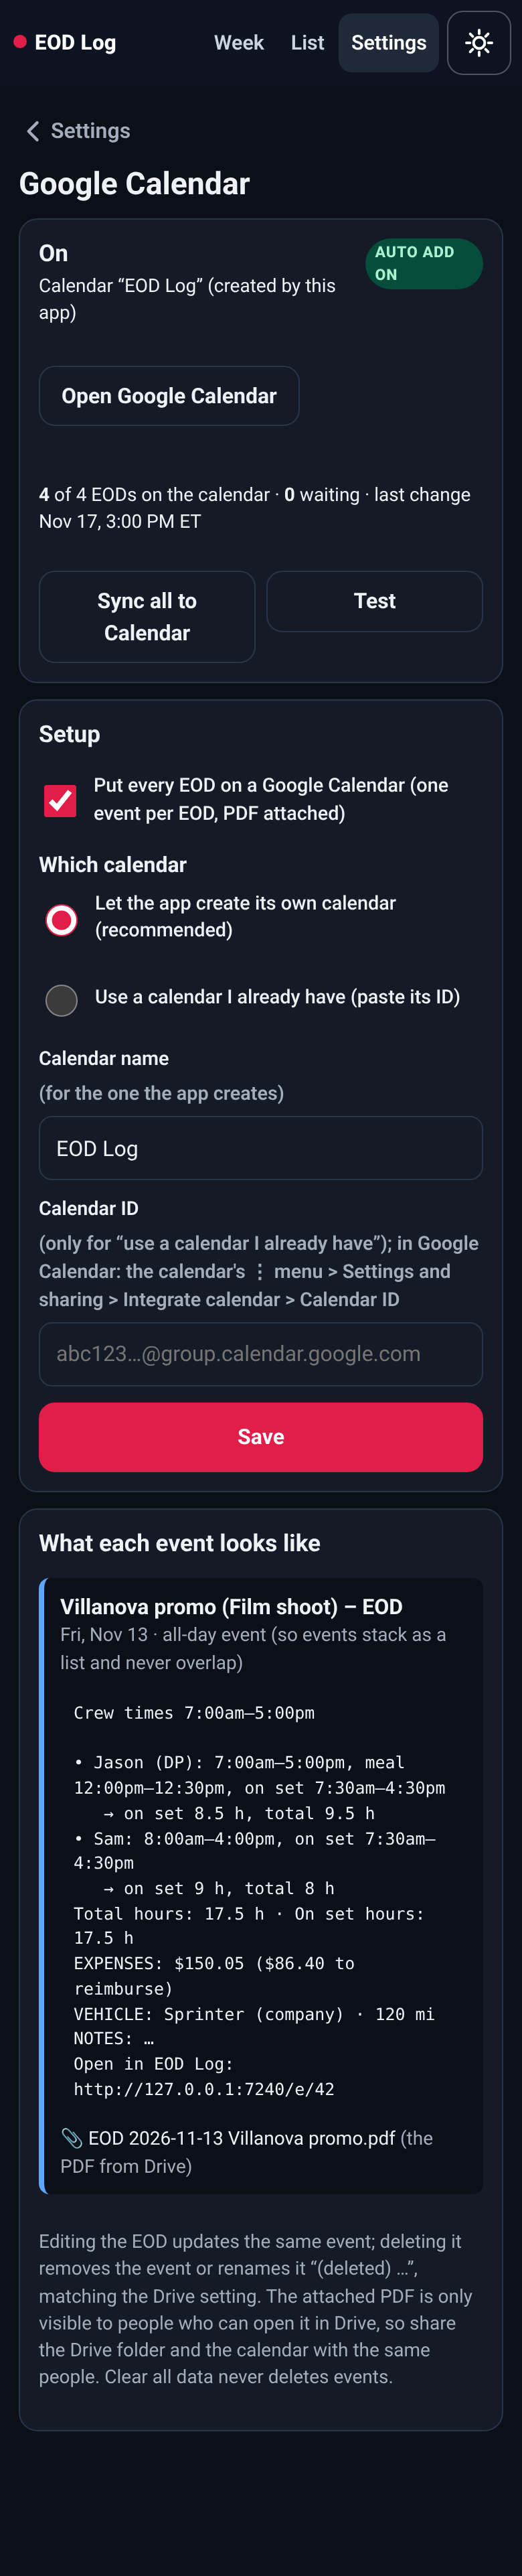 EOD Log
Week
List
Settings
Settings
Google Calendar
On
AUTO ADD
ON
Calendar “EOD Log” (created by this
app)
Open Google Calendar
4 of 4 EODs on the calendar · 0 waiting · last change
Nov 17, 3:00 PM ET
Sync all to
Calendar
Test
Setup
Put every EOD on a Google Calendar (one
event per EOD, PDF attached)
Which calendar
Let the app create its own calendar
(recommended)
Use a calendar I already have (paste its ID)
Calendar name
(for the one the app creates)
EOD Log
Calendar ID
(only for “use a calendar I already have”); in Google
Calendar: the calendar's ⋮ menu > Settings and
sharing > Integrate calendar > Calendar ID
abc123…@group.calendar.google.com
Save
What each event looks like
Villanova promo (Film shoot) – EOD
Fri, Nov 13 · all-day event (so events stack as a
list and never overlap)
Crew times 7:00am–5:00pm
• Jason (DP): 7:00am–5:00pm, meal
12:00pm–12:30pm, on set 7:30am–4:30pm
→ on set 8.5 h, total 9.5 h
• Sam: 8:00am–4:00pm, on set 7:30am–
4:30pm
→ on set 9 h, total 8 h
Total hours: 17.5 h · On set hours:
17.5 h
EXPENSES: $150.05 ($86.40 to
reimburse)
VEHICLE: Sprinter (company) · 120 mi
NOTES: …
Open in EOD Log:
http://127.0.0.1:7240/e/42
📎 EOD 2026-11-13 Villanova promo.pdf (the
PDF from Drive)
Editing the EOD updates the same event; deleting it
removes the event or renames it “(deleted) …”,
matching the Drive setting. The attached PDF is only
visible to people who can open it in Drive, so share
the Drive folder and the calendar with the same
people. Clear all data never deletes events.